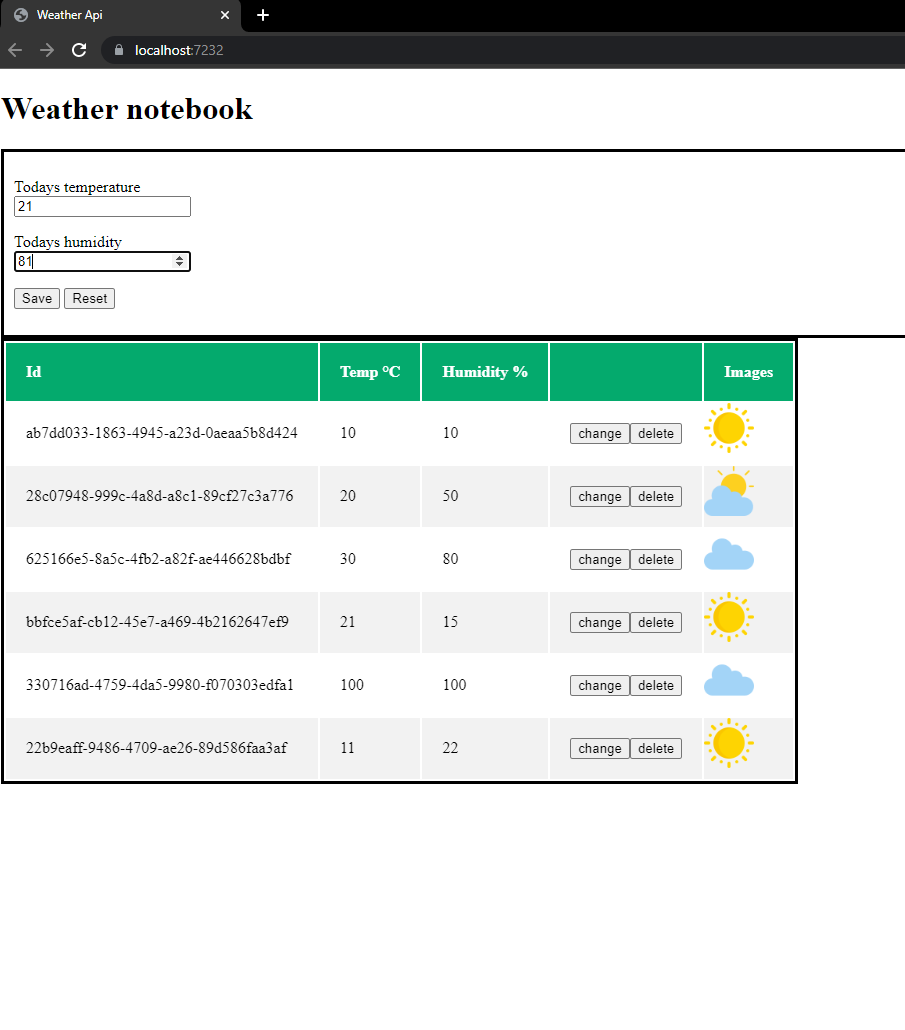 Weather Api
localhost:7232
Weather notebook
Todays temperature
21
Todays humidity
81
Save Reset
Id Temp °C Humidity % Images
ab7dd033-1863-4945-a23d-0aeaa5b8d424 10 10 change delete
28c07948-999c-4a8d-a8c1-89cf27c3a776 20 50 change delete
625166e5-8a5c-4fb2-a82f-ae446628bdbf 30 80 change delete
bbfce5af-cb12-45e7-a469-4b2162647ef9 21 15 change delete
330716ad-4759-4da5-9980-f070303edfa1 100 100 change delete
22b9eaff-9486-4709-ae26-89d586faa3af 11 22 change delete